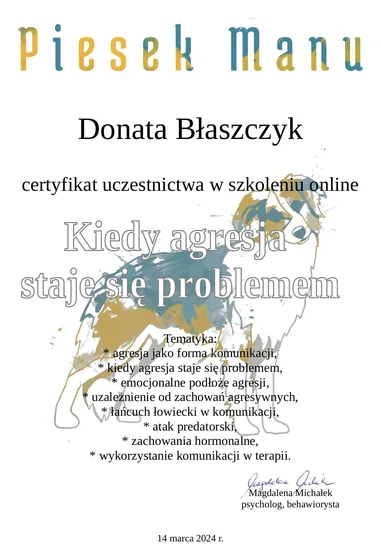 Piesek Manu
Donata Błaszczyk
certyfikat uczestnictwa w szkoleniu online
Kiedy agresja
staje się problemem
Tematyka:
* agresja jako forma komunikacji,
* kiedy agresja staje się problemem,
* emocjonalne podłoże agresji,
* uzależnienie od zachowań agresywnych,
* łańcuch łowiecki w komunikacji,
* atak predatorski,
* zachowania hormonalne,
* wykorzystanie komunikacji w terapii.
Magdalena Michałek
psycholog, behawiorysta
14 marca 2024 r.